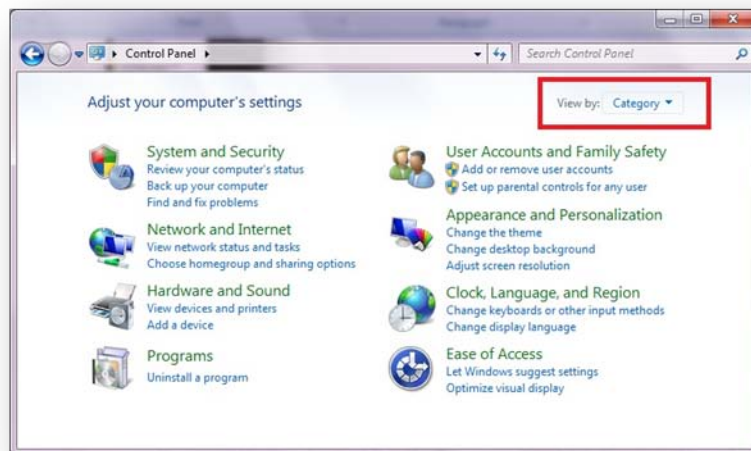 Control Panel
Search Control Panel
Adjust your computer's settings
View by: Category
System and Security
Review your computer's status
Back up your computer
Find and fix problems
Network and Internet
View network status and tasks
Choose homegroup and sharing options
Hardware and Sound
View devices and printers
Add a device
Programs
Uninstall a program
User Accounts and Family Safety
Add or remove user accounts
Set up parental controls for any user
Appearance and Personalization
Change the theme
Change desktop background
Adjust screen resolution
Clock, Language, and Region
Change keyboards or other input methods
Change display language
Ease of Access
Let Windows suggest settings
Optimize visual display